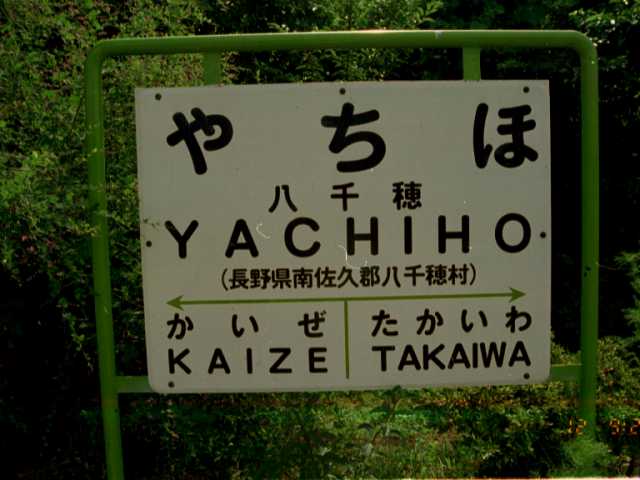 やちほ
八千穂
YACHIHO
(長野県南佐久郡八千穂村)
かいぜ たかいわ
KAIZE TAKAIWA